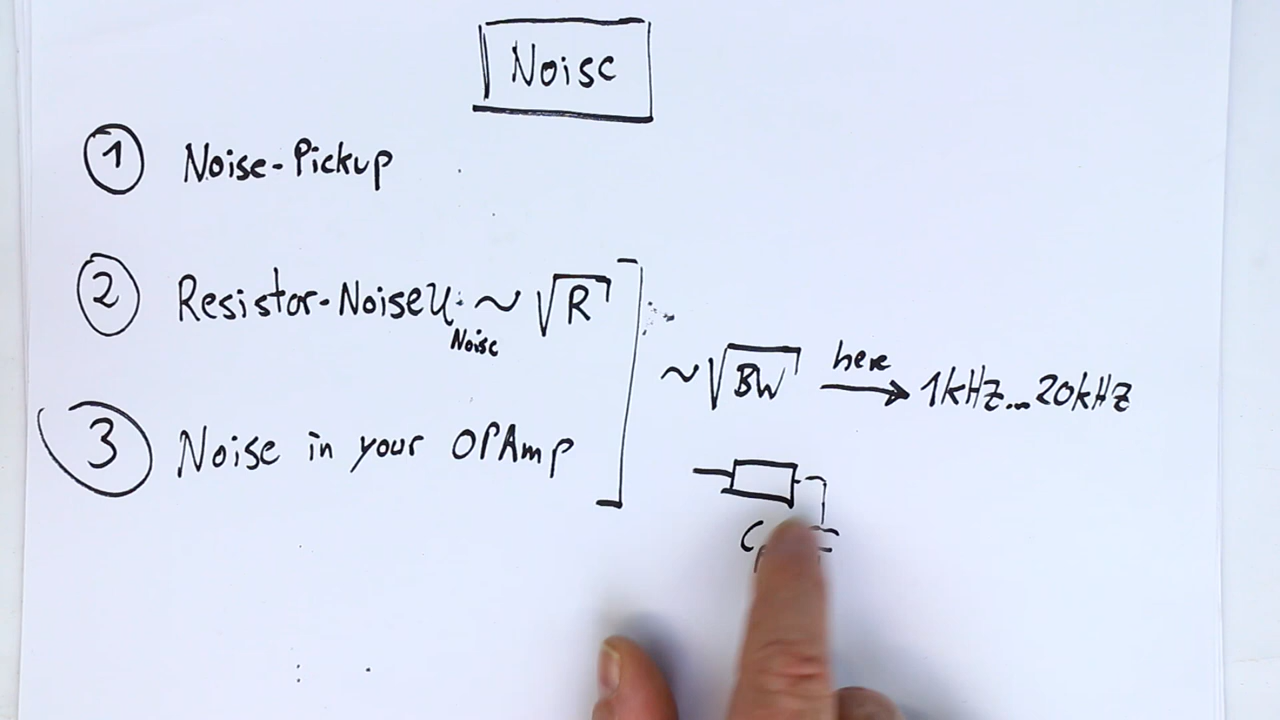 Noise
1 Noise-Pickup
2 Resistor-Noise U Noise ~ √R
~ √BW here → 1kHz...20kHz
3 Noise in your OPAmp
C